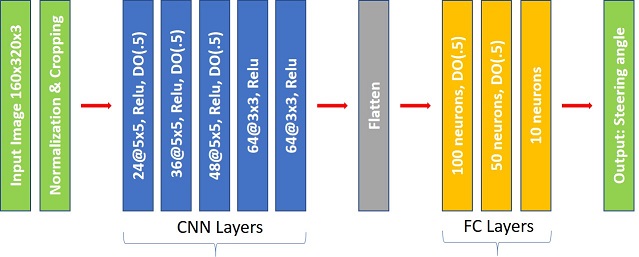 Input Image 160x320x3
Normalization & Cropping
24@5x5, Relu, DO(.5)
36@5x5, Relu, DO(.5)
48@5x5, Relu, DO(.5)
64@3x3, Relu
64@3x3, Relu
CNN Layers
Flatten
100 neurons, DO(.5)
50 neurons, DO(.5)
10 neurons
FC Layers
Output: Steering angle